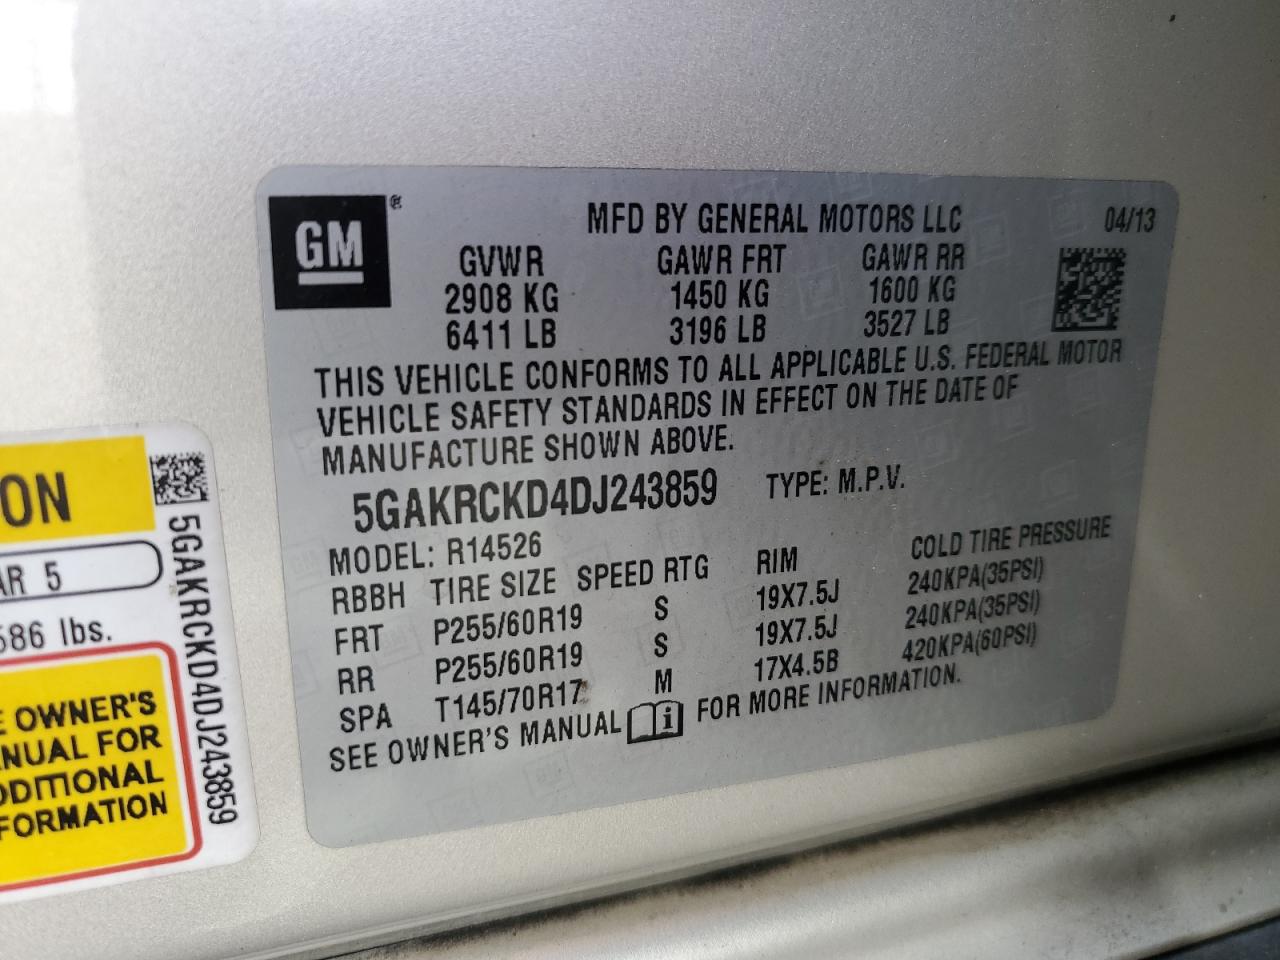 GM
MFD BY GENERAL MOTORS LLC 04/13
GVWR GAWR FRT GAWR RR
2908 KG 1450 KG 1600 KG
6411 LB 3196 LB 3527 LB
THIS VEHICLE CONFORMS TO ALL APPLICABLE U.S. FEDERAL MOTOR
VEHICLE SAFETY STANDARDS IN EFFECT ON THE DATE OF
MANUFACTURE SHOWN ABOVE.
5GAKRCKD4DJ243859 TYPE: M.P.V.
MODEL: R14526
RBBH TIRE SIZE SPEED RTG RIM COLD TIRE PRESSURE
FRT P255/60R19 S 19X7.5J 240KPA(35PSI)
RR P255/60R19 S 19X7.5J 240KPA(35PSI)
SPA T145/70R17 M 17X4.5B 420KPA(60PSI)
SEE OWNER'S MANUAL FOR MORE INFORMATION.
ON
AR 5
586 lbs.
E OWNER'S
ANUAL FOR
DDITIONAL
FORMATION
5GAKRCKD4DJ243859